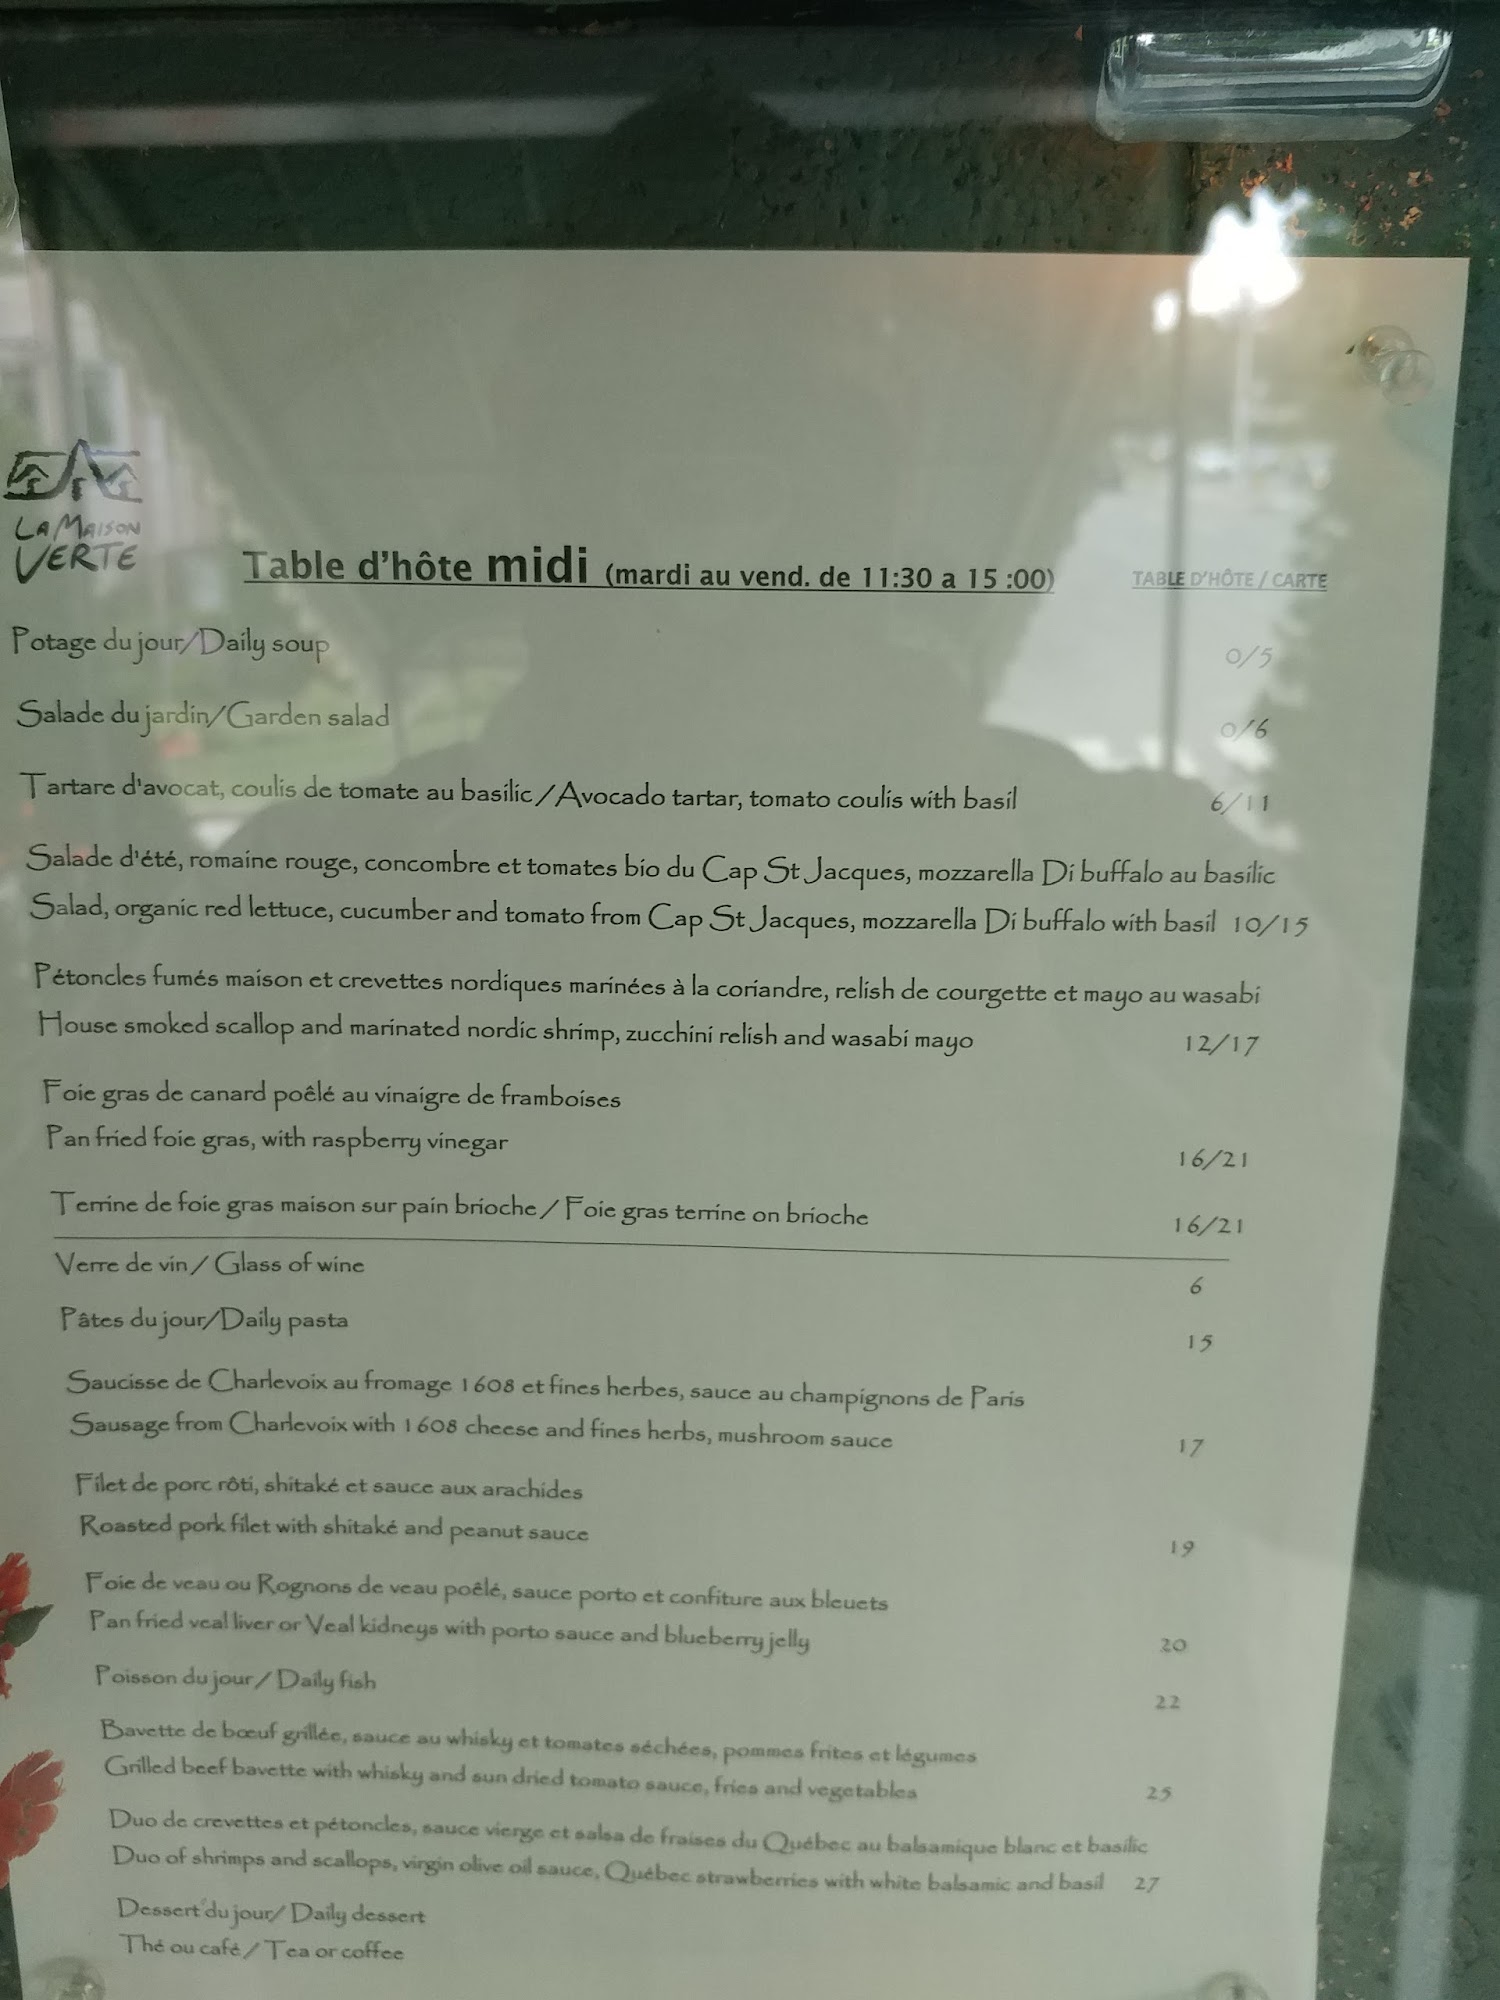 LA MAISON
VERTE
Table d'hôte midi (mardi au vend. de 11:30 a 15 :00) TABLE D'HÔTE / CARTE
Potage du jour/Daily soup 0/5
Salade du jardin/Garden salad 0/6
Tartare d'avocat, coulis de tomate au basilic/Avocado tartar, tomato coulis with basil 6/11
Salade d'été, romaine rouge, concombre et tomates bio du Cap St Jacques, mozzarella Di buffalo au basilic
Salad, organic red lettuce, cucumber and tomato from Cap St Jacques, mozzarella Di buffalo with basil 10/15
Pétoncles fumés maison et crevettes nordiques marinées à la coriandre, relish de courgette et mayo au wasabi
House smoked scallop and marinated nordic shrimp, zucchini relish and wasabi mayo 12/17
Foie gras de canard poêlé au vinaigre de framboises
Pan fried foie gras, with raspberry vinegar 16/21
Terrine de foie gras maison sur pain brioche / Foie gras terrine on brioche 16/21
Verre de vin / Glass of wine 6
Pâtes du jour/Daily pasta 15
Saucisse de Charlevoix au fromage 1608 et fines herbes, sauce au champignons de Paris
Sausage from Charlevoix with 1608 cheese and fines herbs, mushroom sauce 17
Filet de porc rôti, shitaké et sauce aux arachides
Roasted pork filet with shitaké and peanut sauce 19
Foie de veau ou Rognons de veau poêlé, sauce porto et confiture aux bleuets
Pan fried veal liver or Veal kidneys with porto sauce and blueberry jelly 20
Poisson du jour / Daily fish 22
Bavette de bœuf grillée, sauce au whisky et tomates séchées, pommes frites et légumes
Grilled beef bavette with whisky and sun dried tomato sauce, fries and vegetables 25
Duo de crevettes et pétoncles, sauce vierge et salsa de fraises du Québec au balsamique blanc et basilic
Duo of shrimps and scallops, virgin olive oil sauce, Québec strawberries with white balsamic and basil 27
Dessert du jour/ Daily dessert
Thé ou café / Tea or coffee